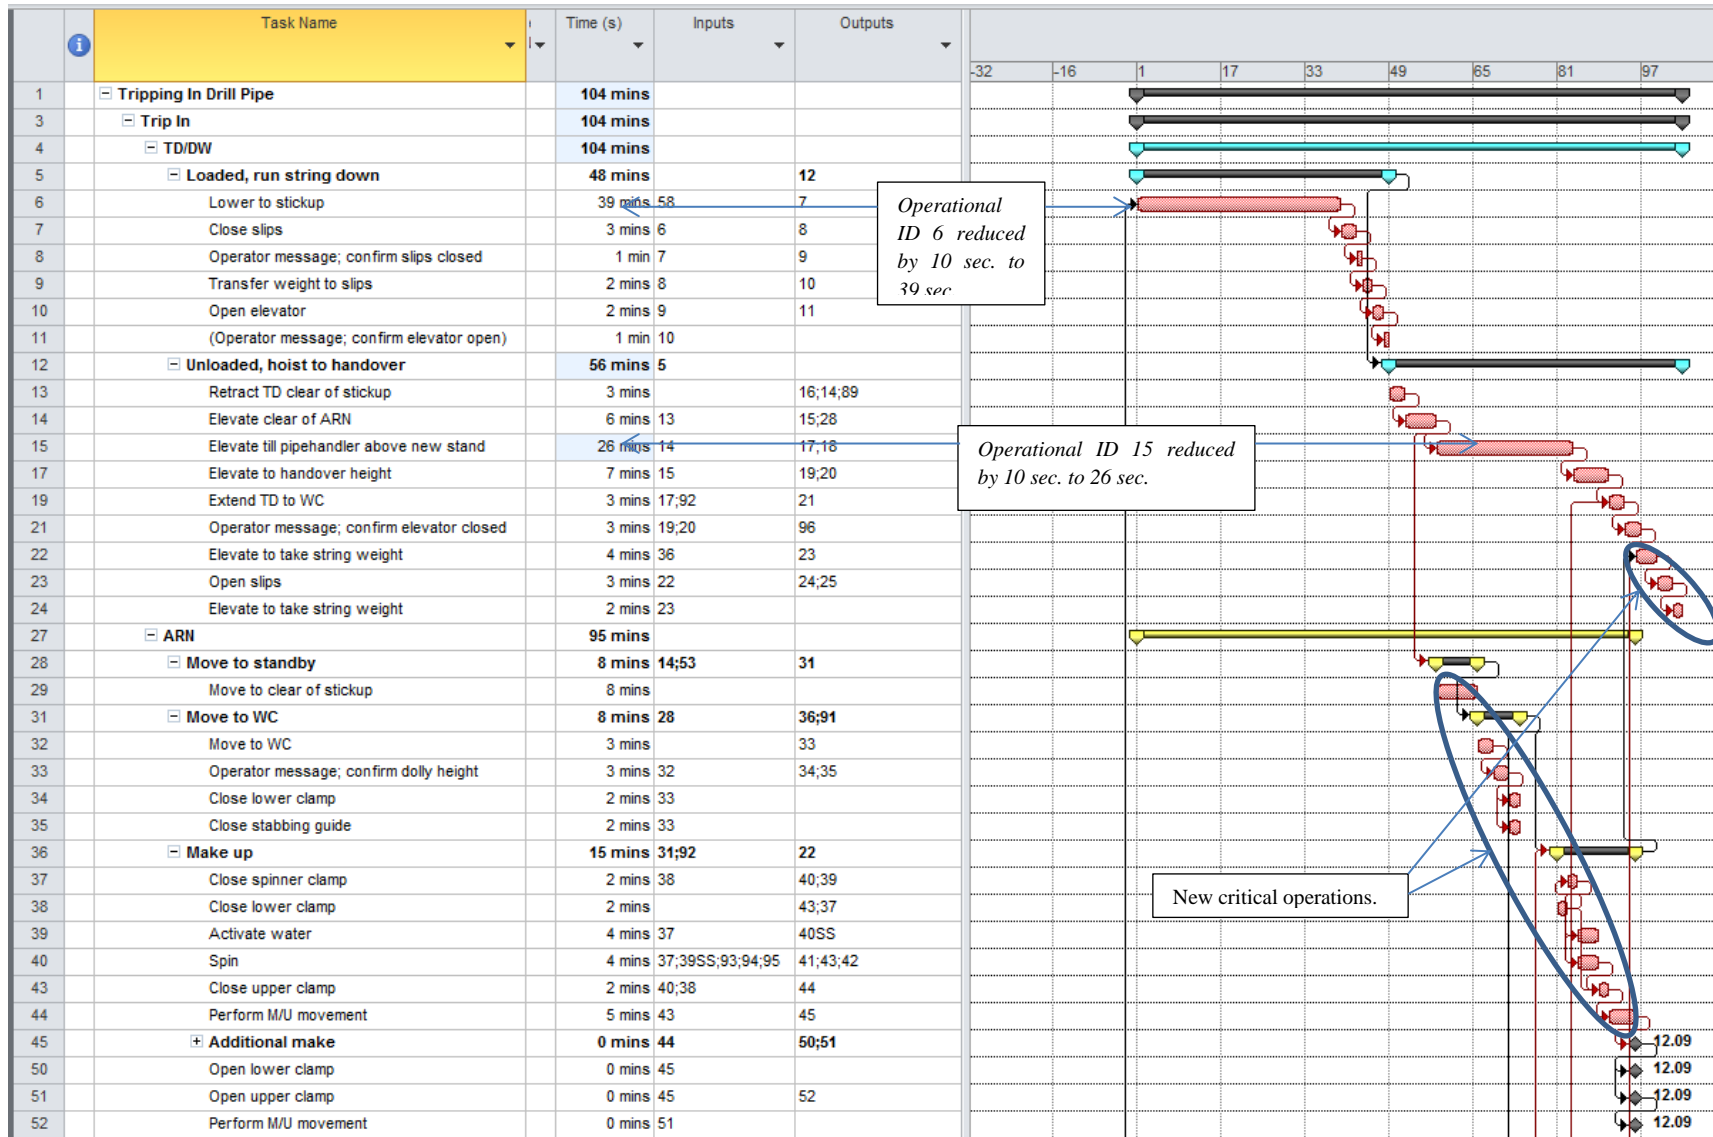 Task Name Time (s) Inputs Outputs
-32 -16 1 17 33 49 65 81 97
1 Tripping In Drill Pipe 104 mins
3 Trip In 104 mins
4 TD/DW 104 mins
5 Loaded, run string down 48 mins 12
6 Lower to stickup 39 mins 58 7
7 Close slips 3 mins 6 8
8 Operator message; confirm slips closed 1 min 7 9
9 Transfer weight to slips 2 mins 8 10
10 Open elevator 2 mins 9 11
11 (Operator message; confirm elevator open) 1 min 10
12 Unloaded, hoist to handover 56 mins 5
13 Retract TD clear of stickup 3 mins 16;14;89
14 Elevate clear of ARN 6 mins 13 15;28
15 Elevate till pipehandler above new stand 26 mins 14 17;18
17 Elevate to handover height 7 mins 15 19;20
19 Extend TD to WC 3 mins 17;92 21
21 Operator message; confirm elevator closed 3 mins 19;20 96
22 Elevate to take string weight 4 mins 36 23
23 Open slips 3 mins 22 24;25
24 Elevate to take string weight 2 mins 23
27 ARN 95 mins
28 Move to standby 8 mins 14;53 31
29 Move to clear of stickup 8 mins
31 Move to WC 8 mins 28 36;91
32 Move to WC 3 mins 33
33 Operator message; confirm dolly height 3 mins 32 34;35
34 Close lower clamp 2 mins 33
35 Close stabbing guide 2 mins 33
36 Make up 15 mins 31;92 22
37 Close spinner clamp 2 mins 38 40;39
38 Close lower clamp 2 mins 43;37
39 Activate water 4 mins 37 40SS
40 Spin 4 mins 37;39SS;93;94;95 41;43;42
43 Close upper clamp 2 mins 40;38 44
44 Perform M/U movement 5 mins 43 45
45 Additional make 0 mins 44 50;51
50 Open lower clamp 0 mins 45
51 Open upper clamp 0 mins 45 52
52 Perform M/U movement 0 mins 51
Operational
ID 6 reduced
by 10 sec. to
39 sec
Operational ID 15 reduced
by 10 sec. to 26 sec.
New critical operations.
12.09
12.09
12.09
12.09